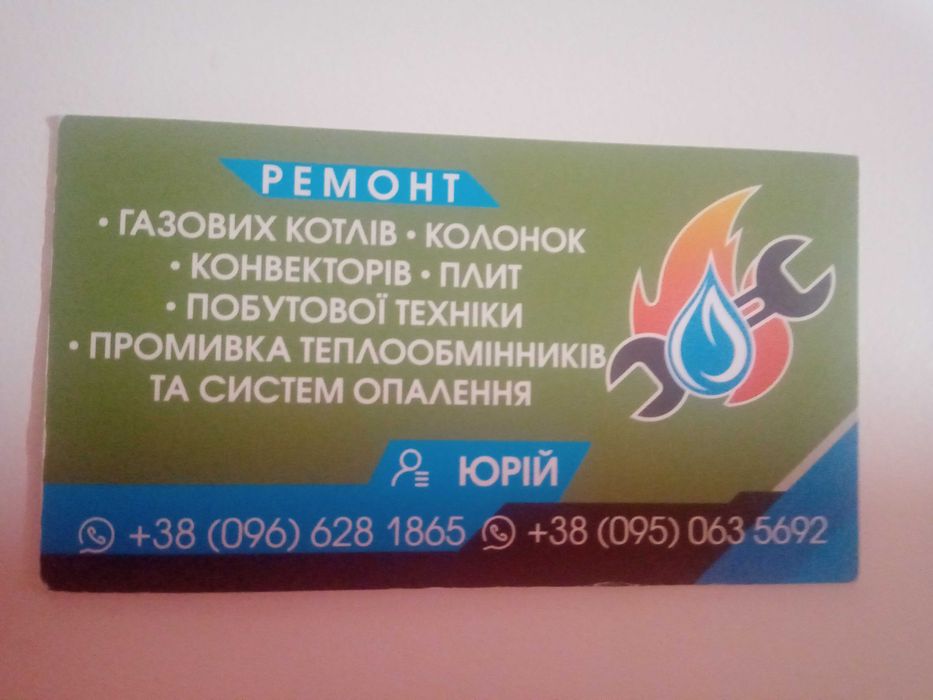 РЕМОНТ
• ГАЗОВИХ КОТЛІВ • КОЛОНОК
• КОНВЕКТОРІВ • ПЛИТ
• ПОБУТОВОЇ ТЕХНІКИ
• ПРОМИВКА ТЕПЛООБМІННИКІВ
ТА СИСТЕМ ОПАЛЕННЯ
ЮРІЙ
+38 (096) 628 1865 +38 (095) 063 5692